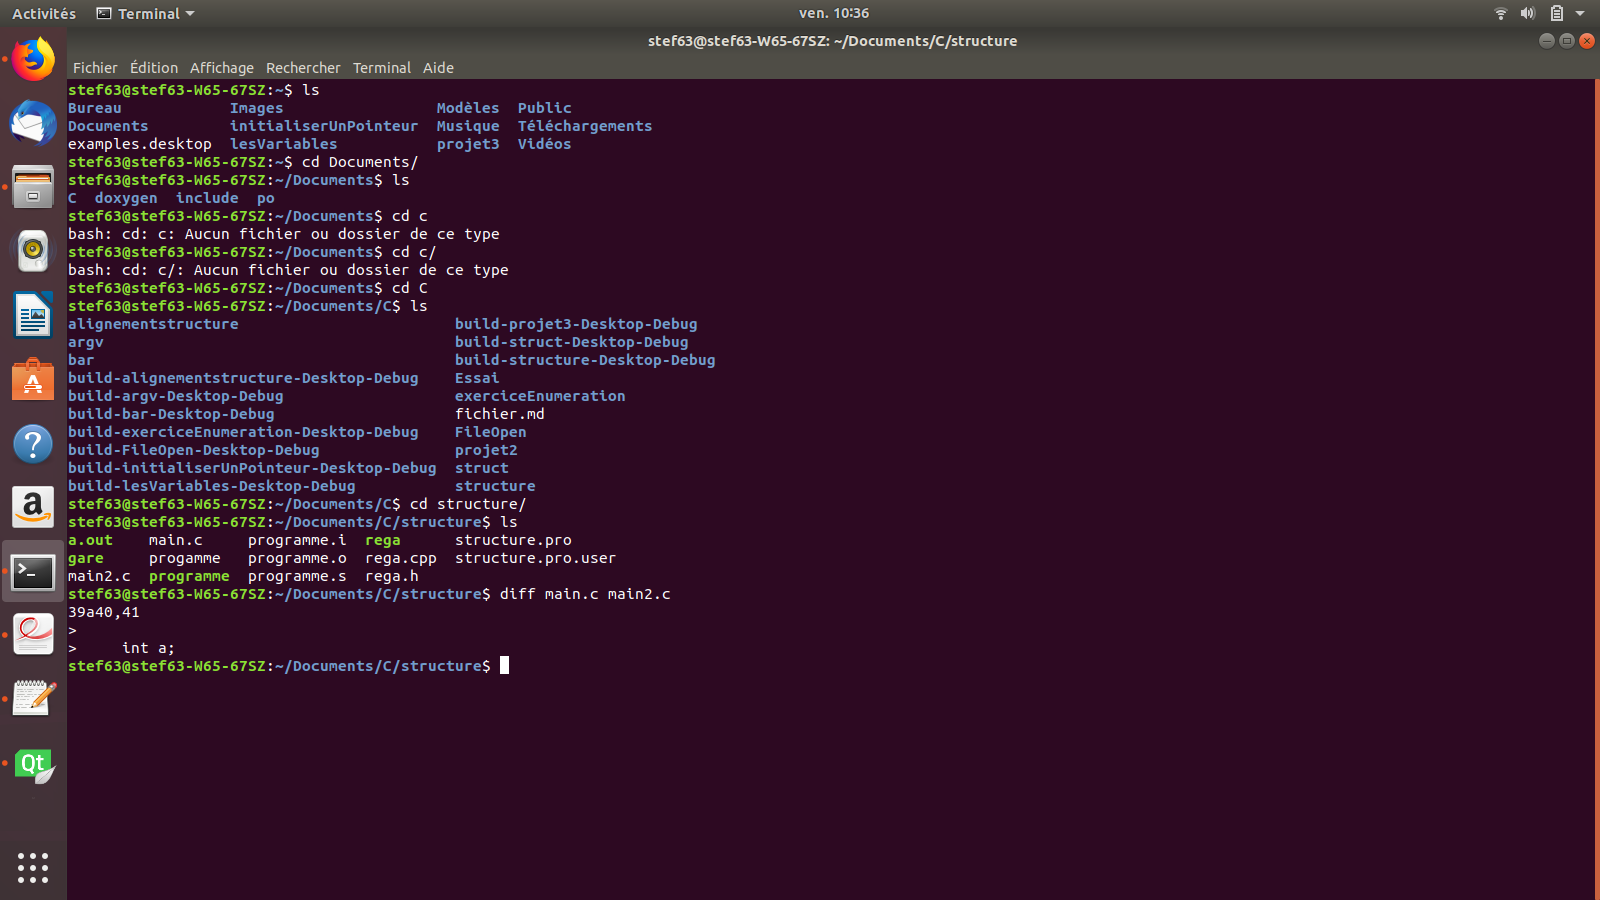 Activités Terminal ven. 10:36
stef63@stef63-W65-67SZ: ~/Documents/C/structure
Fichier Édition Affichage Rechercher Terminal Aide
stef63@stef63-W65-67SZ:~$ ls
Bureau Images Modèles Public
Documents initialiserUnPointeur Musique Téléchargements
examples.desktop lesVariables projet3 Vidéos
stef63@stef63-W65-67SZ:~$ cd Documents/
stef63@stef63-W65-67SZ:~/Documents$ ls
C doxygen include po
stef63@stef63-W65-67SZ:~/Documents$ cd c
bash: cd: c: Aucun fichier ou dossier de ce type
stef63@stef63-W65-67SZ:~/Documents$ cd c/
bash: cd: c/: Aucun fichier ou dossier de ce type
stef63@stef63-W65-67SZ:~/Documents$ cd C
stef63@stef63-W65-67SZ:~/Documents/C$ ls
alignementstructure build-projet3-Desktop-Debug
argv build-struct-Desktop-Debug
bar build-structure-Desktop-Debug
build-alignementstructure-Desktop-Debug Essai
build-argv-Desktop-Debug exerciceEnumeration
build-bar-Desktop-Debug fichier.md
build-exerciceEnumeration-Desktop-Debug FileOpen
build-FileOpen-Desktop-Debug projet2
build-initialiserUnPointeur-Desktop-Debug struct
build-lesVariables-Desktop-Debug structure
stef63@stef63-W65-67SZ:~/Documents/C$ cd structure/
stef63@stef63-W65-67SZ:~/Documents/C/structure$ ls
a.out main.c programme.i rega structure.pro
gare progamme programme.o rega.cpp structure.pro.user
main2.c programme programme.s rega.h
stef63@stef63-W65-67SZ:~/Documents/C/structure$ diff main.c main2.c
39a40,41
>
> int a;
stef63@stef63-W65-67SZ:~/Documents/C/structure$
A
?
a
>_
Qt